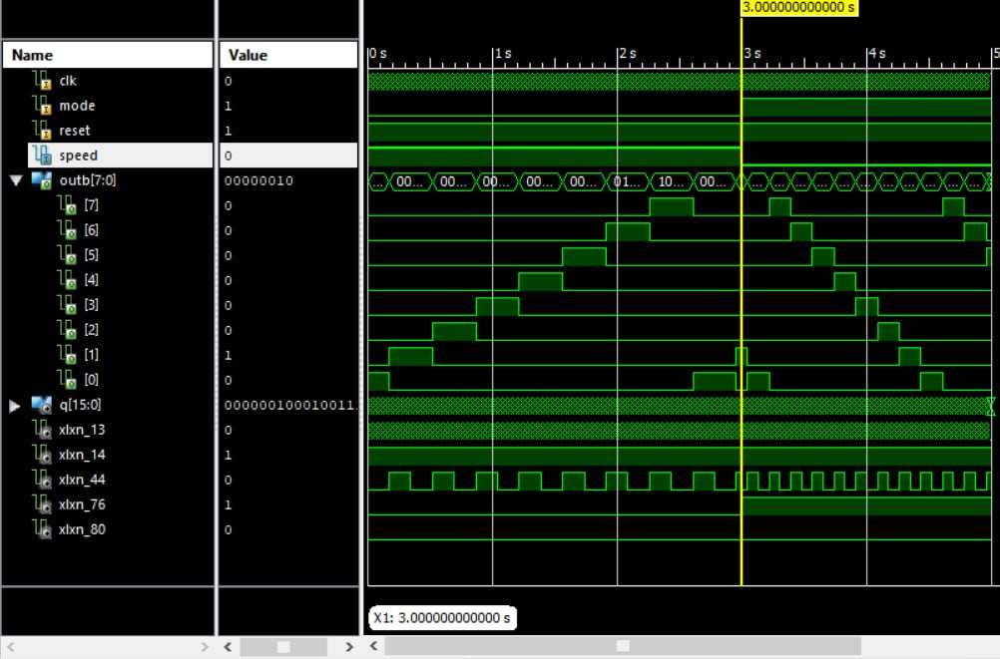 3.000000000000 s
Name Value 0 s 1 s 2 s 3 s 4 s 5
clk 0
mode 1
reset 1
speed 0
outb[7:0] 00000010 ... 00... 00... 00... 00... 00... 01... 10... 00... ... ... ... ... ... ... ... ... ... ... ...
[7] 0
[6] 0
[5] 0
[4] 0
[3] 0
[2] 0
[1] 1
[0] 0
q[15:0]000000100010011.
xlxn_13 0
xlxn_14 1
xlxn_44 0
xlxn_76 1
xlxn_80 0
X1: 3.000000000000 s